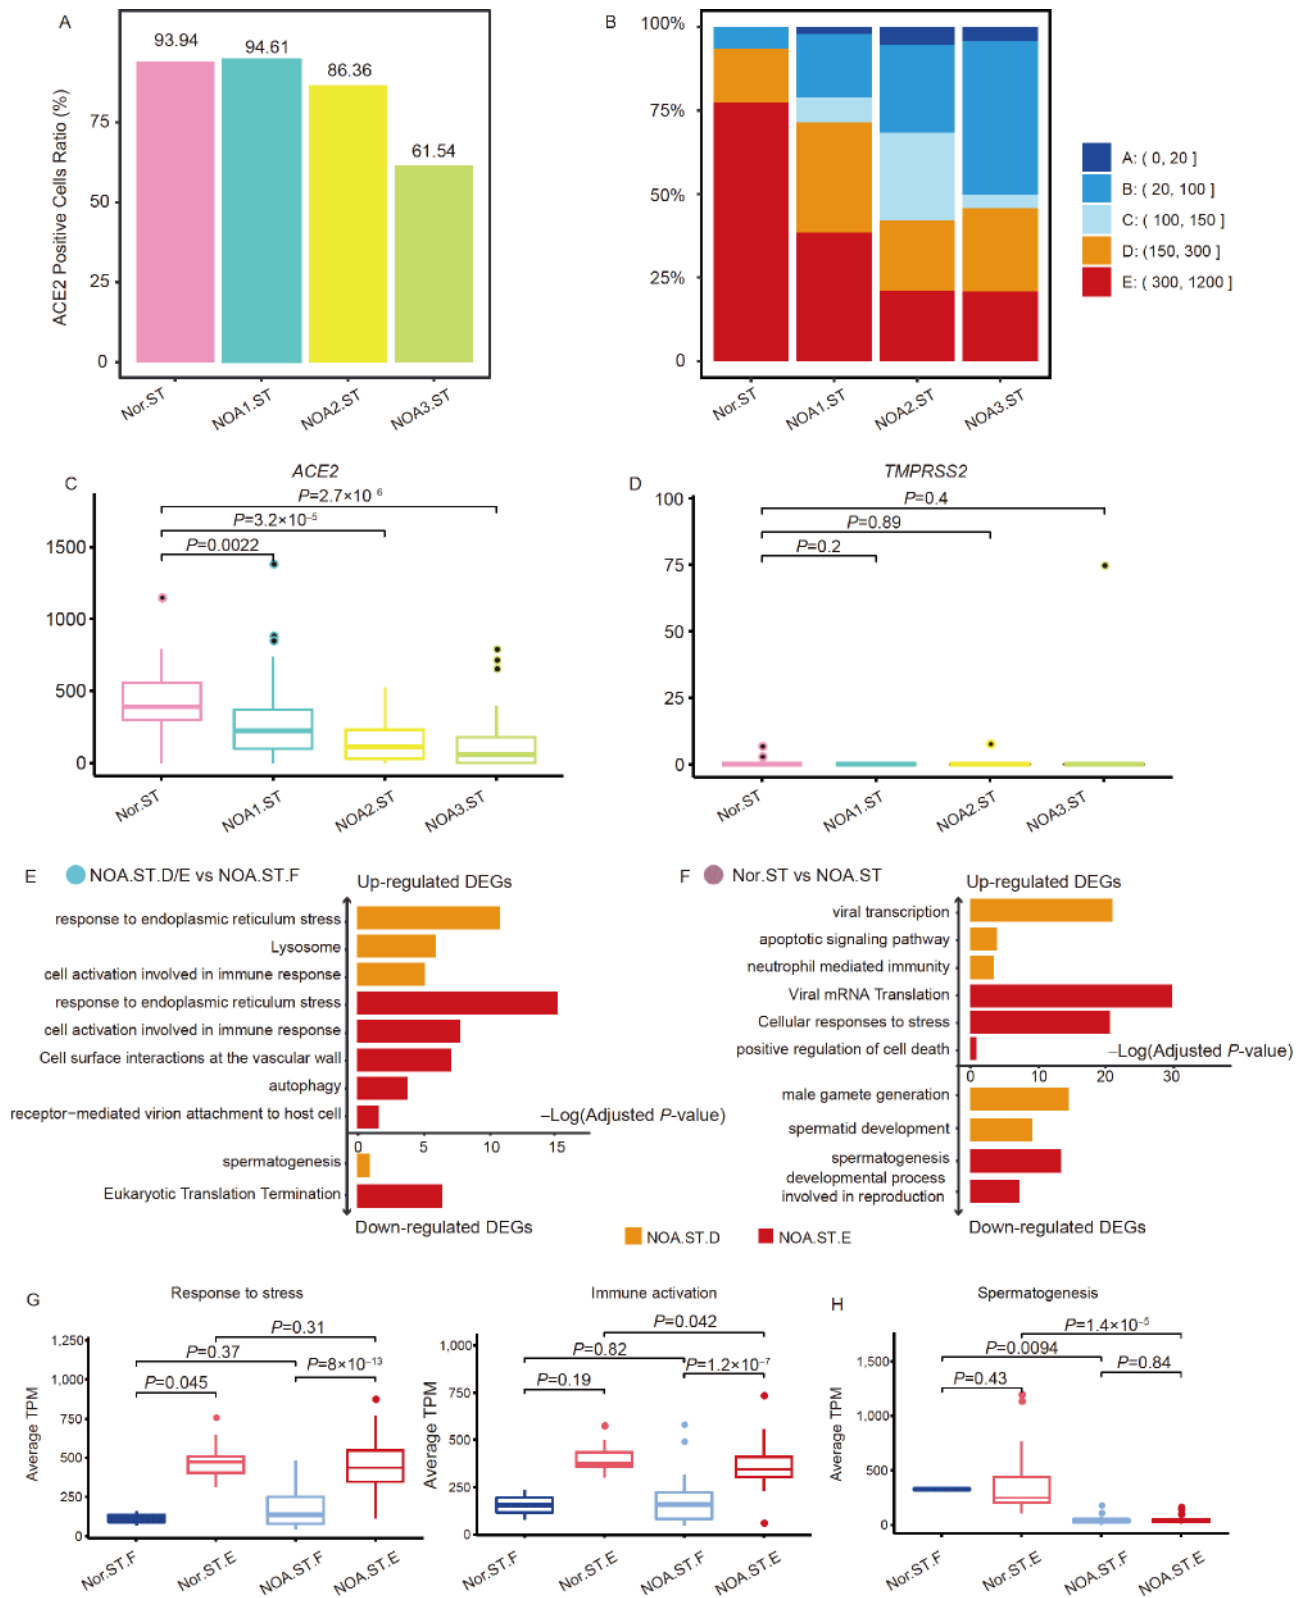 A
93.94
94.61
86.36
61.54
ACE2 Positive Cells Ratio (%)
75
50
25
0
Nor.ST
NOA1.ST
NOA2.ST
NOA3.ST
B
100%
75%
50%
25%
0
Nor.ST
NOA1.ST
NOA2.ST
NOA3.ST
A: ( 0, 20 ]
B: ( 20, 100 ]
C: ( 100, 150 ]
D: (150, 300 ]
E: ( 300, 1200 ]
C
ACE2
P=2.7×10 6
P=3.2×10–5
P=0.0022
1500
1000
500
0
Nor.ST
NOA1.ST
NOA2.ST
NOA3.ST
D
TMPRSS2
P=0.4
P=0.89
P=0.2
100
75
50
25
0
Nor.ST
NOA1.ST
NOA2.ST
NOA3.ST
E
NOA.ST.D/E vs NOA.ST.F
Up-regulated DEGs
response to endoplasmic reticulum stress
Lysosome
cell activation involved in immune response
response to endoplasmic reticulum stress
cell activation involved in immune response
Cell surface interactions at the vascular wall
autophagy
receptor−mediated virion attachment to host cell
–Log(Adjusted P-value)
0 5 10 15
spermatogenesis
Eukaryotic Translation Termination
Down-regulated DEGs
F
Nor.ST vs NOA.ST
Up-regulated DEGs
viral transcription
apoptotic signaling pathway
neutrophil mediated immunity
Viral mRNA Translation
Cellular responses to stress
positive regulation of cell death
–Log(Adjusted P-value)
0 10 20 30
male gamete generation
spermatid development
spermatogenesis
developmental process
involved in reproduction
Down-regulated DEGs
NOA.ST.D
NOA.ST.E
G
Response to stress
P=0.31
P=0.37
P=8×10–13
P=0.045
Average TPM
1,250
1,000
750
500
250
0
Nor.ST.F
Nor.ST.E
NOA.ST.F
NOA.ST.E
Immune activation
P=0.042
P=0.82
P=1.2×10–7
P=0.19
Average TPM
1,000
750
500
250
0
Nor.ST.F
Nor.ST.E
NOA.ST.F
NOA.ST.E
H
Spermatogenesis
P=1.4×10–5
P=0.0094
P=0.84
P=0.43
Average TPM
1,500
1,000
500
0
Nor.ST.F
Nor.ST.E
NOA.ST.F
NOA.ST.E